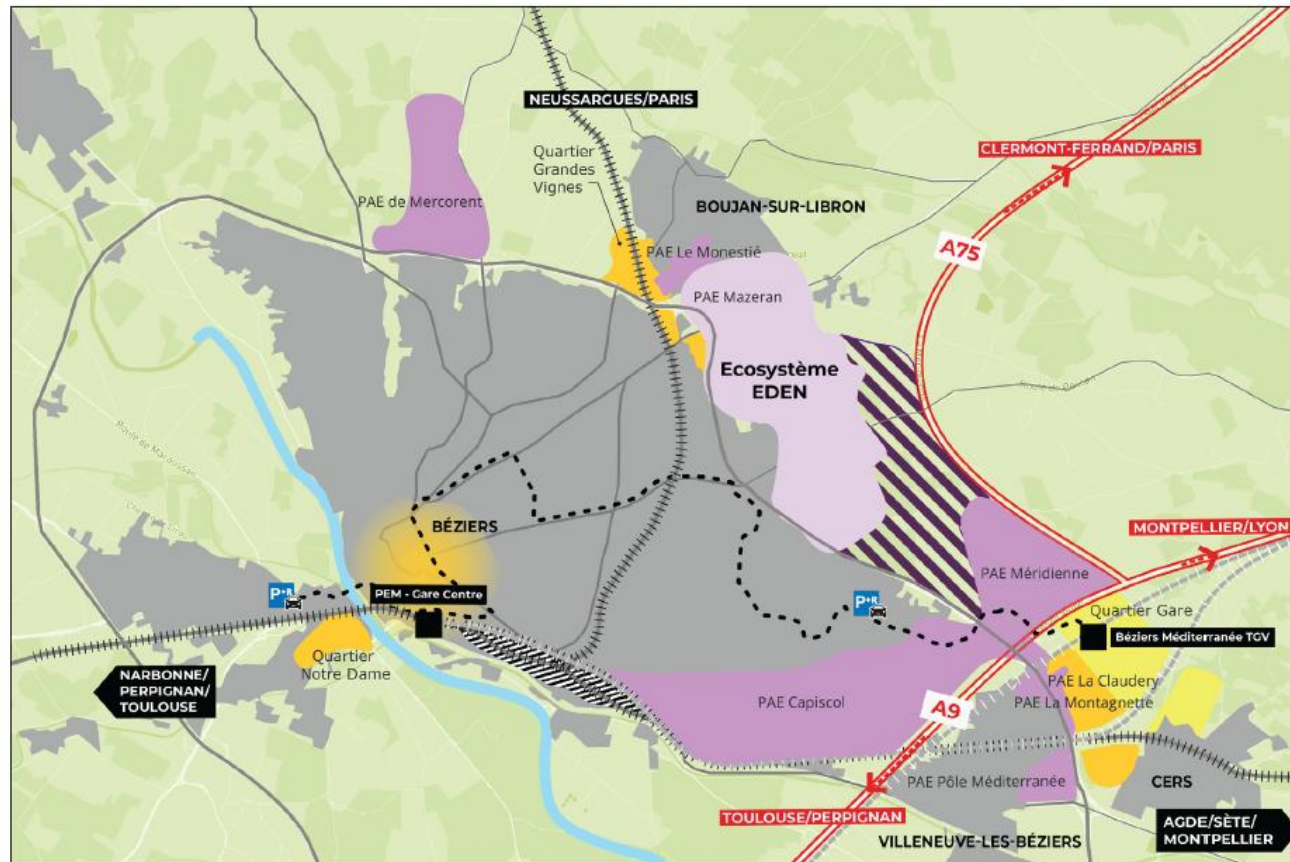 NEUSSARGUES/PARIS
CLERMONT-FERRAND/PARIS
Quartier
Grandes
Vignes
PAE de Mercorent
BOUJAN-SUR-LIBRON
PAE Le Monestié
A75
PAE Mazeran
Ecosystème
EDEN
BÉZIERS
MONTPELLIER/LYON
PAE Méridienne
PEM - Gare Centre
P+R
P+R
Quartier Gare
Béziers Méditerranée TGV
Quartier
Notre Dame
NARBONNE/
PERPIGNAN/
TOULOUSE
PAE La Claudery
PAE La Montagnette
PAE Capiscol
A9
PAE Pôle Méditerranée
CERS
TOULOUSE/PERPIGNAN
VILLENEUVE-LES-BÉZIERS
AGDE/SÈTE/
MONTPELLIER